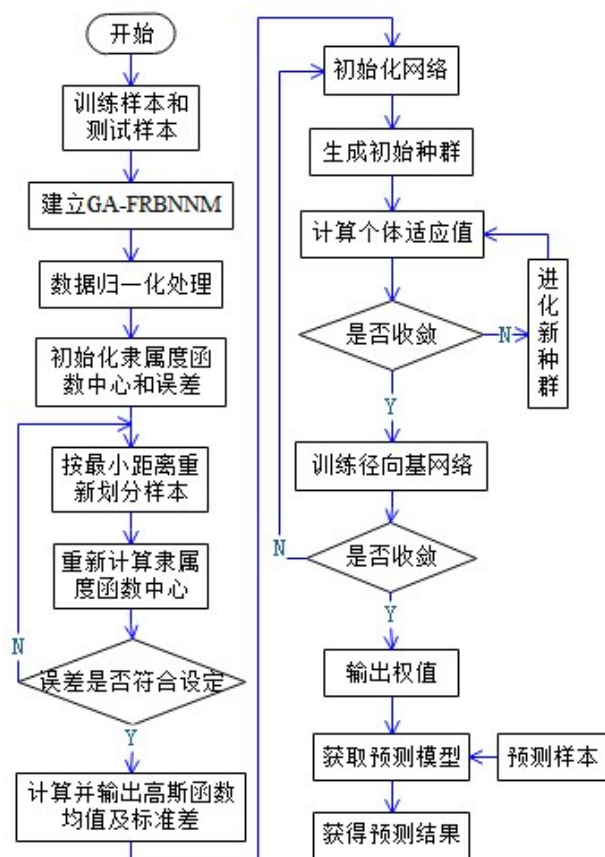 开始
训练样本和
测试样本
建立GA-FRBNNM
数据归一化处理
初始化隶属度函
数中心和误差
按最小距离重
新划分样本
重新计算隶属
度函数中心
N
误差是否符合设定
Y
计算并输出高斯函数
均值及标准差
初始化网络
生成初始种群
计算个体适应值
是否收敛
N
进
化
新
种
群
Y
训练径向基网络
是否收敛
N
Y
输出权值
获取预测模型
预测样本
获得预测结果